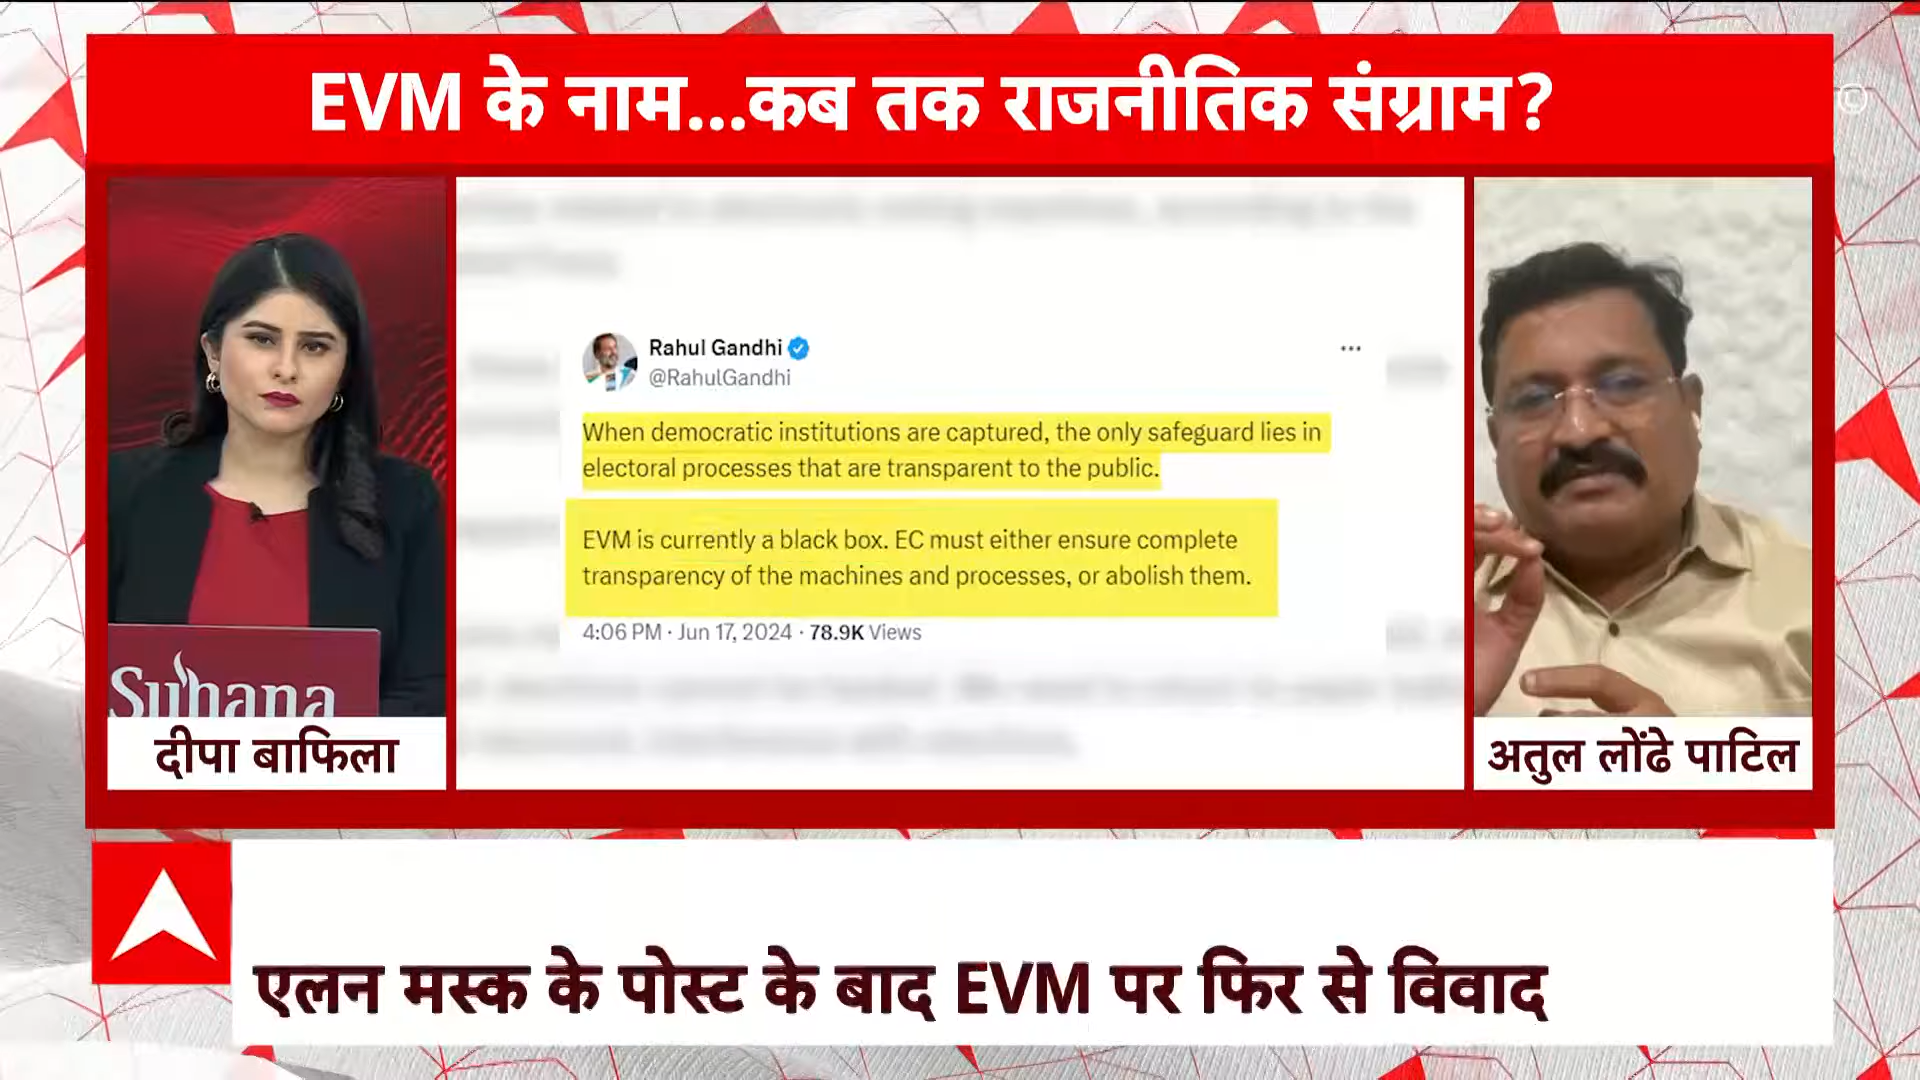 EVM के नाम...कब तक राजनीतिक संग्राम?
©
Rahul Gandhi
@RahulGandhi
When democratic institutions are captured, the only safeguard lies in
electoral processes that are transparent to the public.
EVM is currently a black box. EC must either ensure complete
transparency of the machines and processes, or abolish them.
4:06 PM · Jun 17, 2024 · 78.9K Views
Suhana
दीपा बाफिला
अतुल लोंढे पाटिल
एलन मस्क के पोस्ट के बाद EVM पर फिर से विवाद